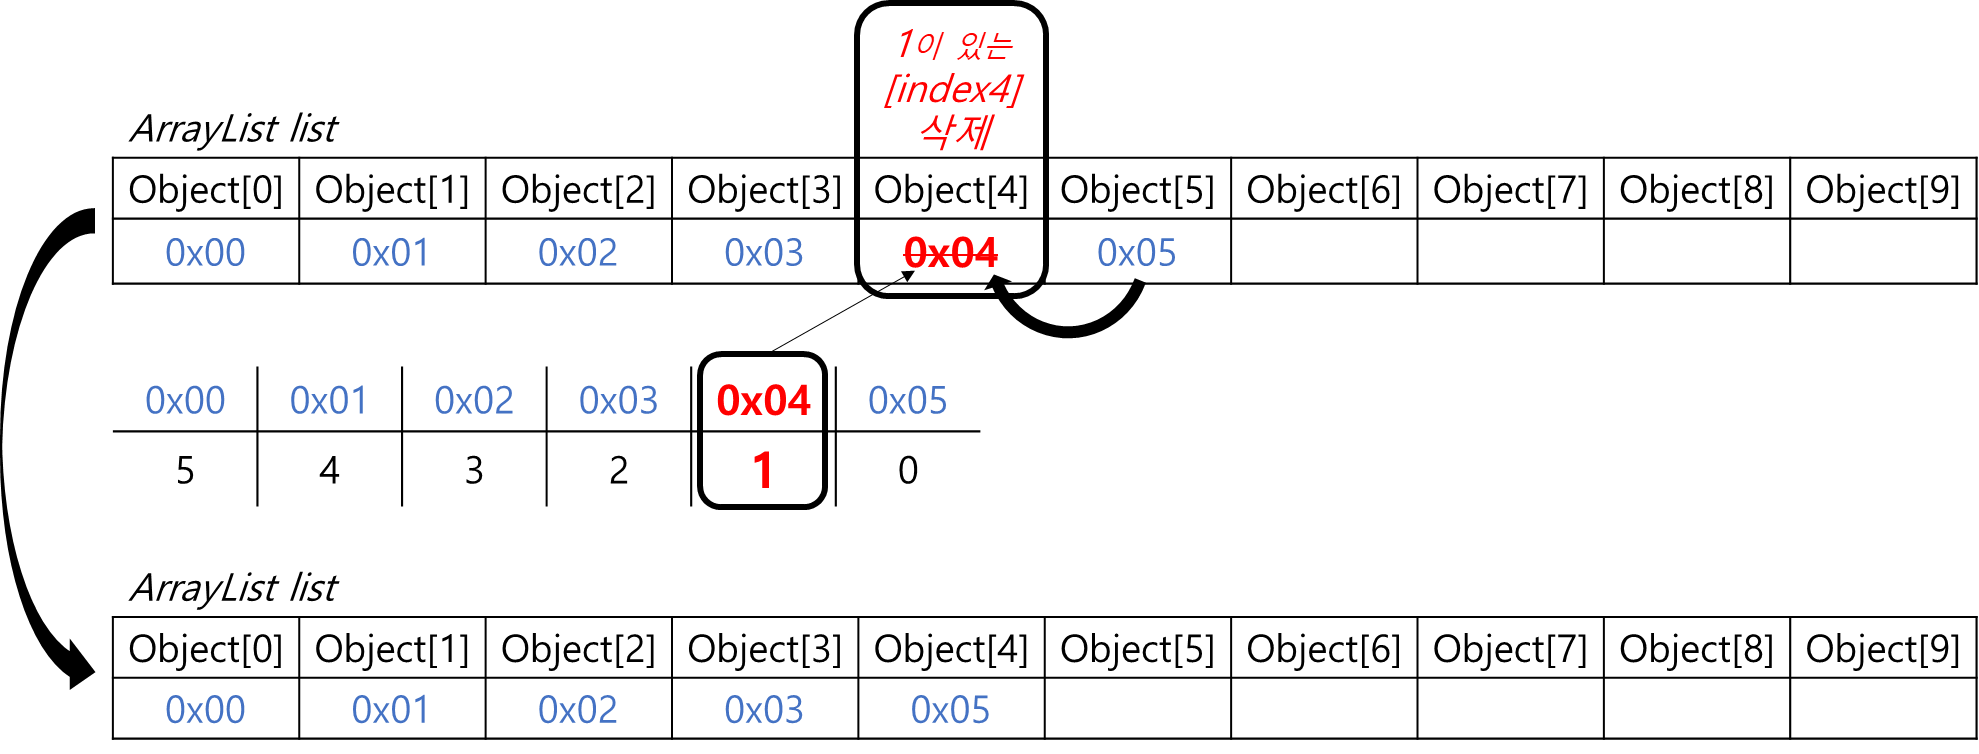 1이 있는
[index4]
삭제
ArrayList list
Object[0] Object[1] Object[2] Object[3] Object[4] Object[5] Object[6] Object[7] Object[8] Object[9]
0x00 0x01 0x02 0x03 0x04 0x05
0x00 0x01 0x02 0x03 0x04 0x05
5 4 3 2 1 0
ArrayList list
Object[0] Object[1] Object[2] Object[3] Object[4] Object[5] Object[6] Object[7] Object[8] Object[9]
0x00 0x01 0x02 0x03 0x05